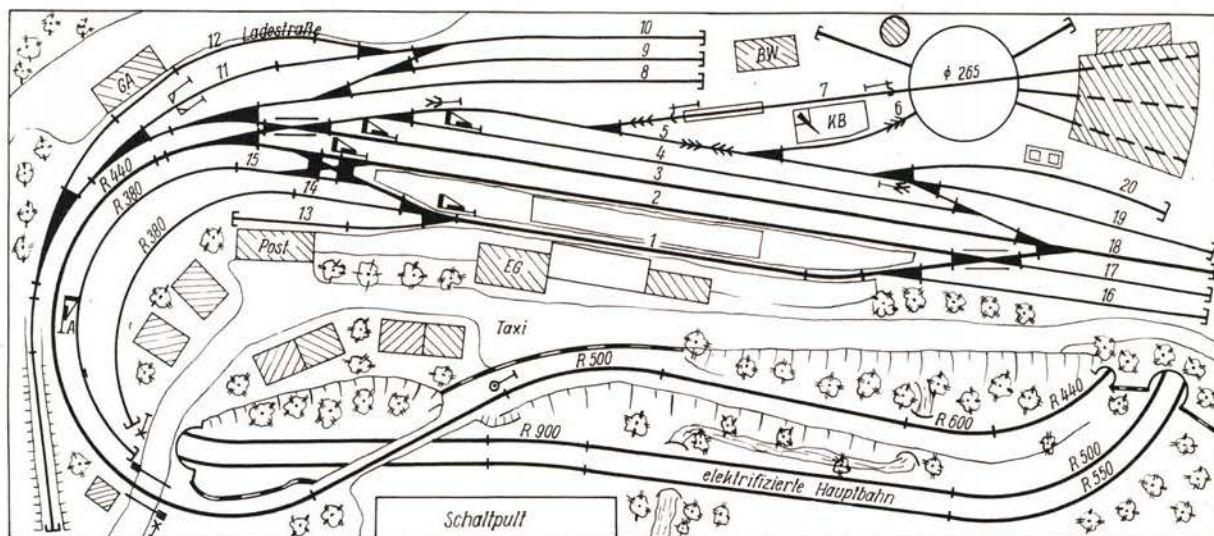 12
Ladestraße
10
9
8
11
GA
BW
ϕ 265
7
6
KB
5
4
3
2
1
R 440
R 380
15
14
R 380
13
20
19
18
17
16
Post
EG
A
Taxi
R 500
R 440
R 600
R 900
R 500
R 550
elektrifizierte Hauptbahn
Schaltpult